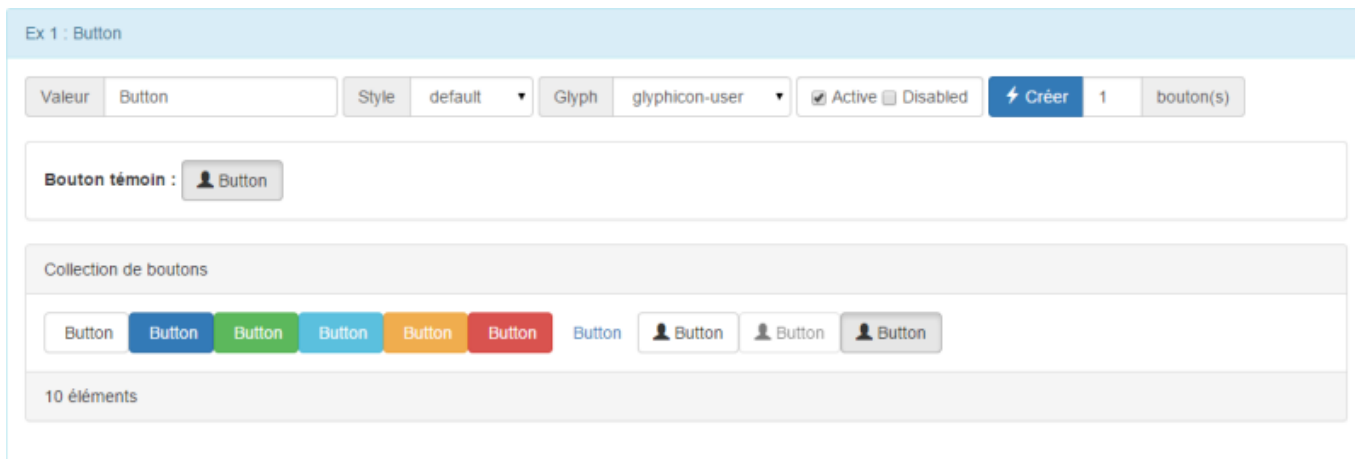 Ex 1 : Button
Valeur Button Style default Glyph glyphicon-user Active Disabled Créer 1 bouton(s)
Bouton témoin : Button
Collection de boutons
Button Button Button Button Button Button Button Button Button Button
10 éléments